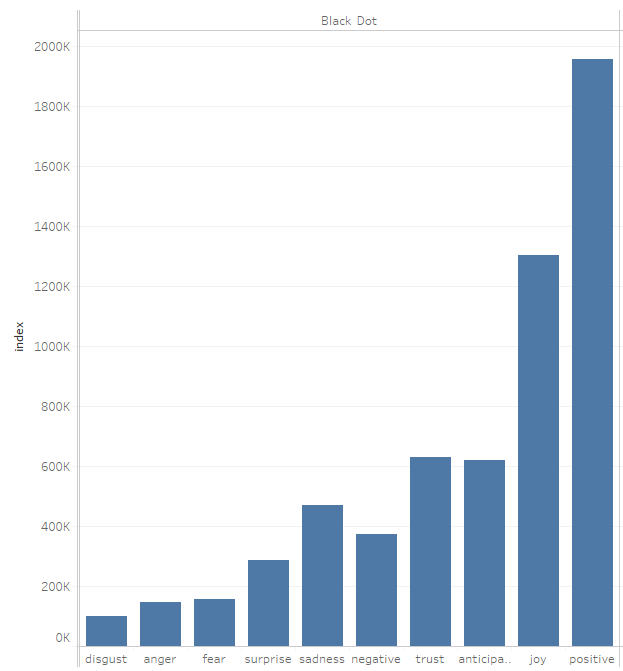 Black Dot
2000K
1800K
1600K
1400K
1200K
1000K
800K
600K
400K
200K
0K
index
disgust anger fear surprise sadness negative trust anticipa.. joy positive